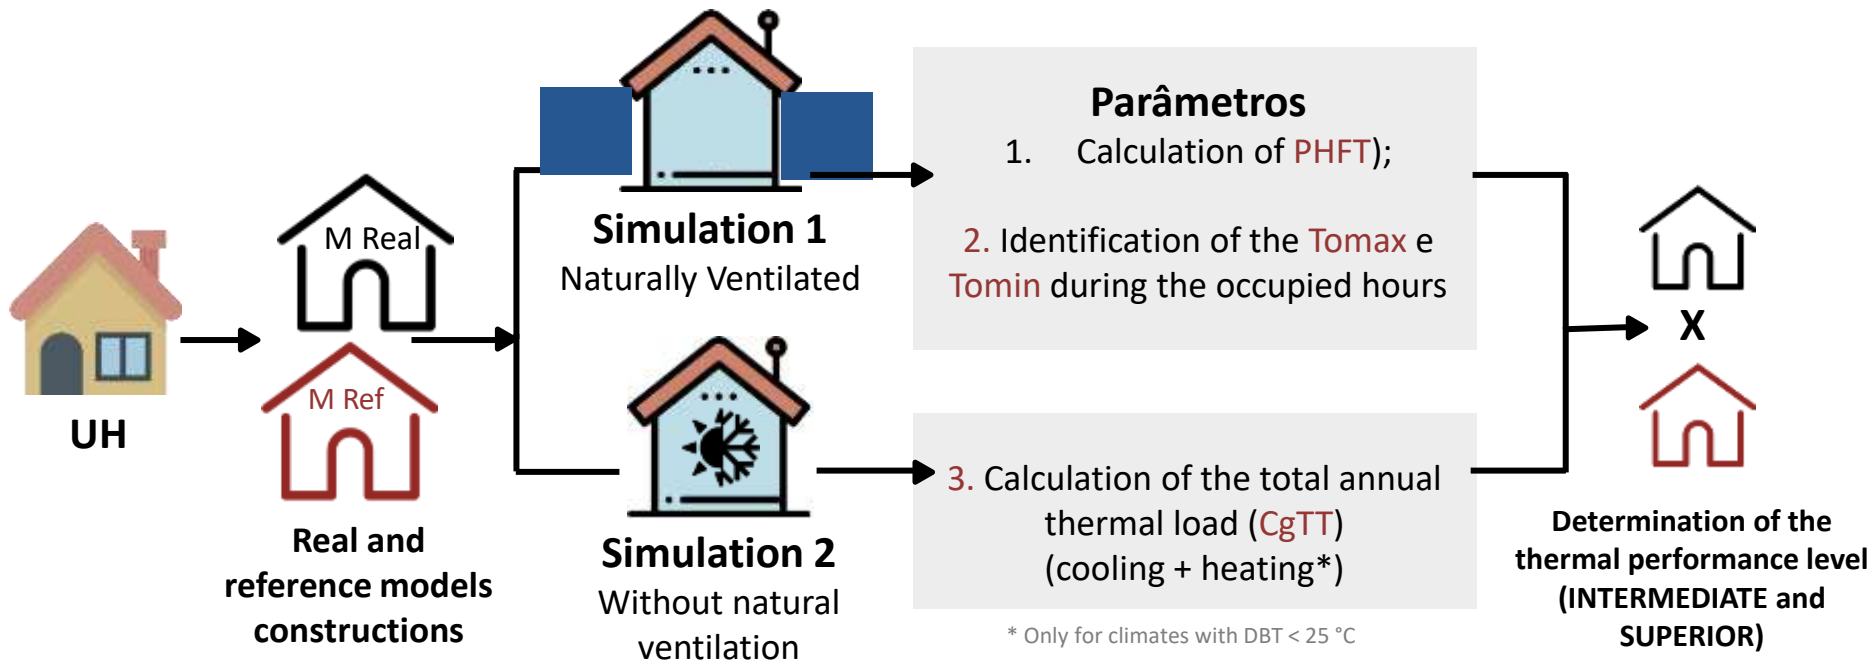 UH
M Real
M Ref
Real and
reference models
constructions
Simulation 1
Naturally Ventilated
Simulation 2
Without natural
ventilation
Parâmetros
1. Calculation of PHFT);
2. Identification of the Tomax e
Tomin during the occupied hours
3. Calculation of the total annual
thermal load (CgTT)
(cooling + heating*)
* Only for climates with DBT < 25 °C
X
Determination of the
thermal performance level
(INTERMEDIATE and
SUPERIOR)